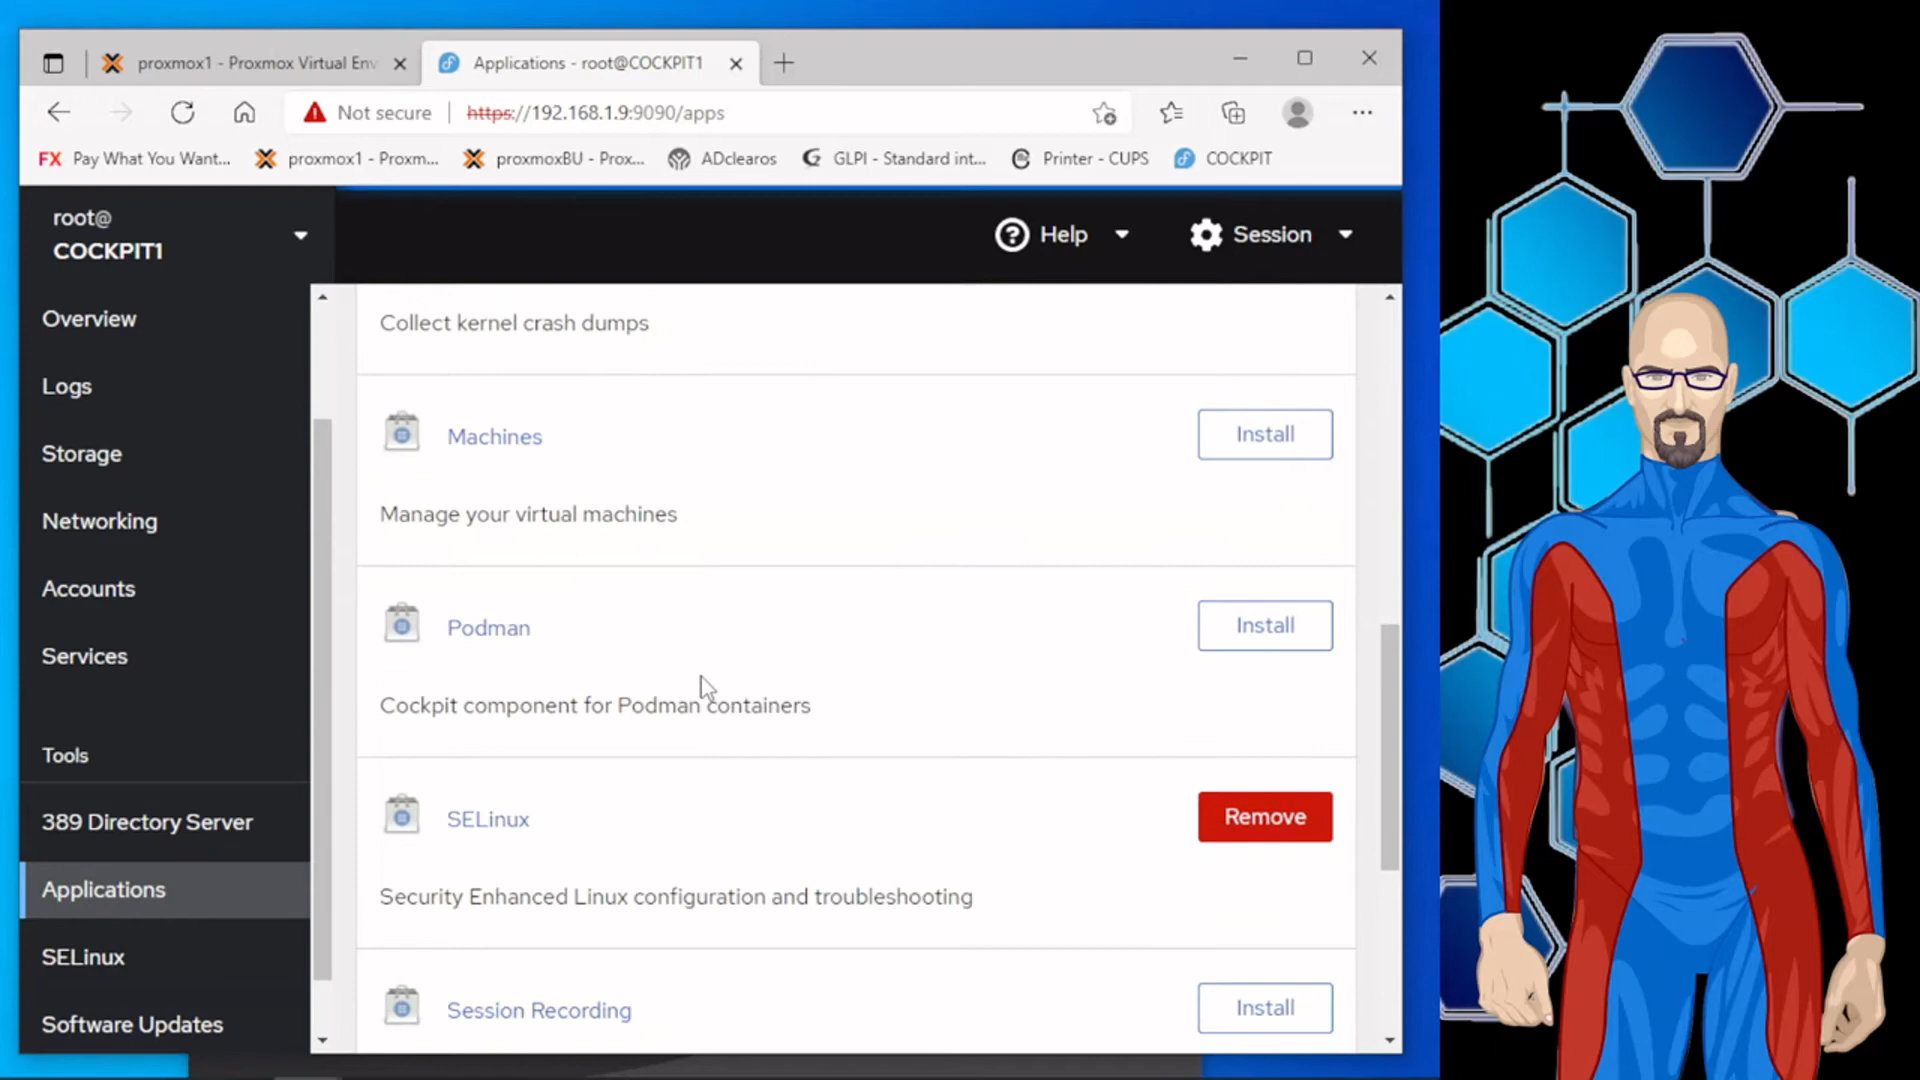 proxmox1 - Proxmox Virtual Env
Applications - root@COCKPIT1
Not secure
https://192.168.1.9:9090/apps
FX Pay What You Want...
proxmox1 - Proxm...
proxmoxBU - Prox...
ADclearos
GLPI - Standard int...
Printer - CUPS
COCKPIT
root@
COCKPIT1
Help
Session
Overview
Logs
Storage
Networking
Accounts
Services
Tools
389 Directory Server
Applications
SELinux
Software Updates
Collect kernel crash dumps
Machines
Install
Manage your virtual machines
Podman
Install
Cockpit component for Podman containers
SELinux
Remove
Security Enhanced Linux configuration and troubleshooting
Session Recording
Install